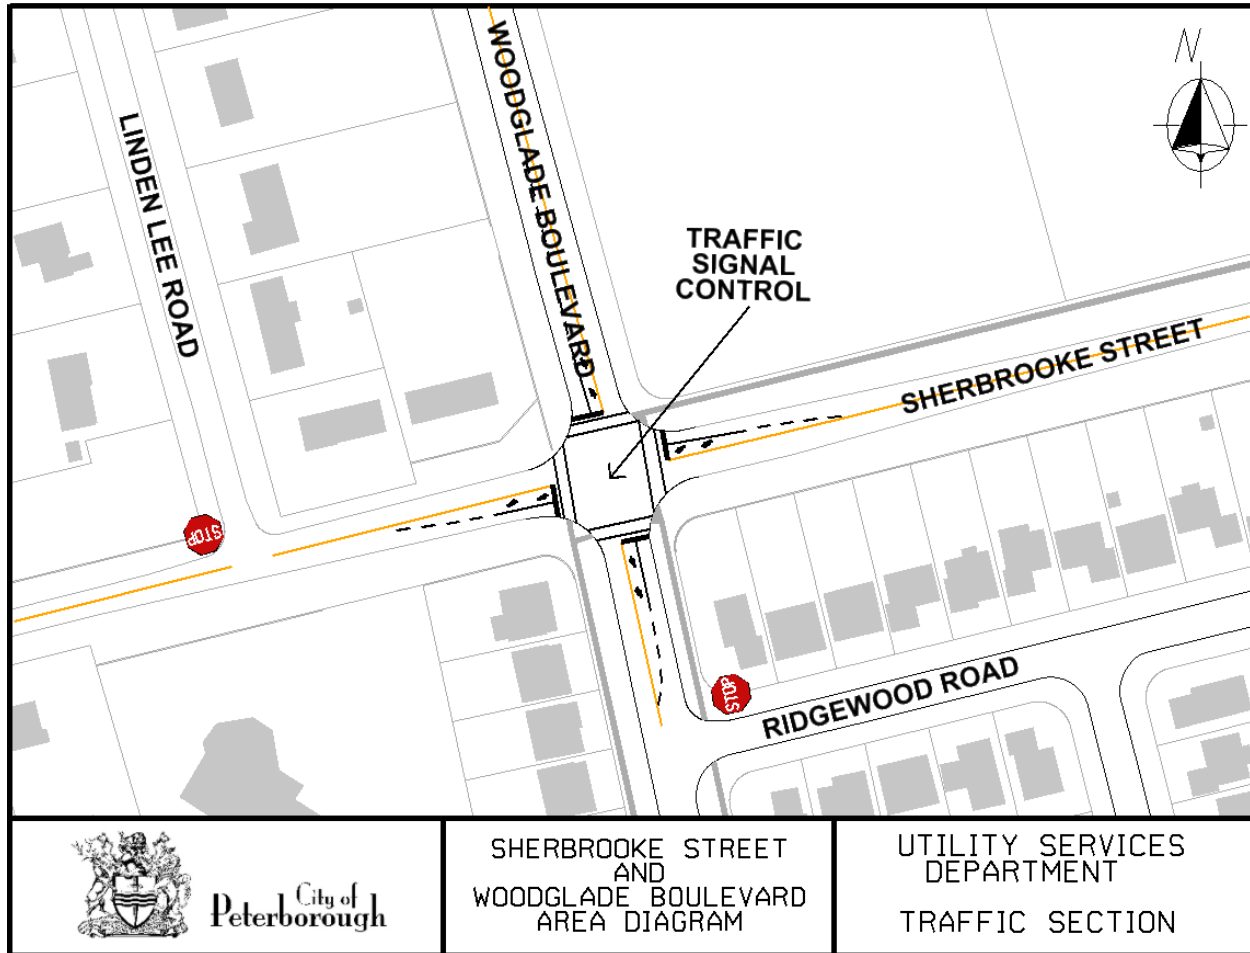 N
WOODGLADE BOULEVARD
LINDEN LEE ROAD
TRAFFIC
SIGNAL
CONTROL
SHERBROOKE STREET
STOP
STOP
RIDGEWOOD ROAD
City of
Peterborough
SHERBROOKE STREET
AND
WOODGLADE BOULEVARD
AREA DIAGRAM
UTILITY SERVICES
DEPARTMENT
TRAFFIC SECTION